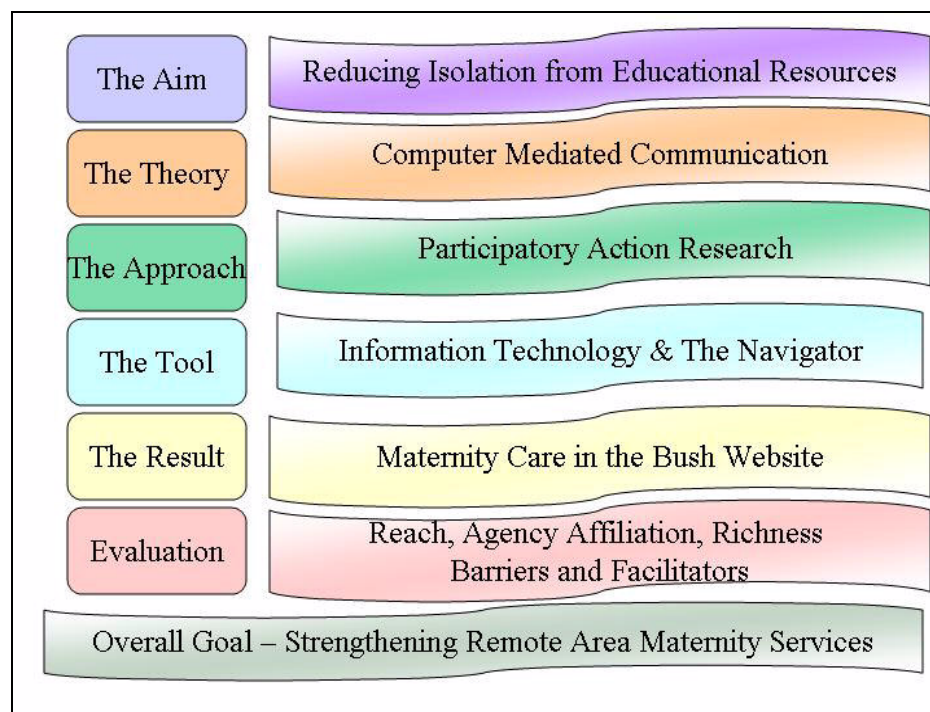 The Aim
Reducing Isolation from Educational Resources
The Theory
Computer Mediated Communication
The Approach
Participatory Action Research
The Tool
Information Technology & The Navigator
The Result
Maternity Care in the Bush Website
Evaluation
Reach, Agency Affiliation, Richness
Barriers and Facilitators
Overall Goal – Strengthening Remote Area Maternity Services